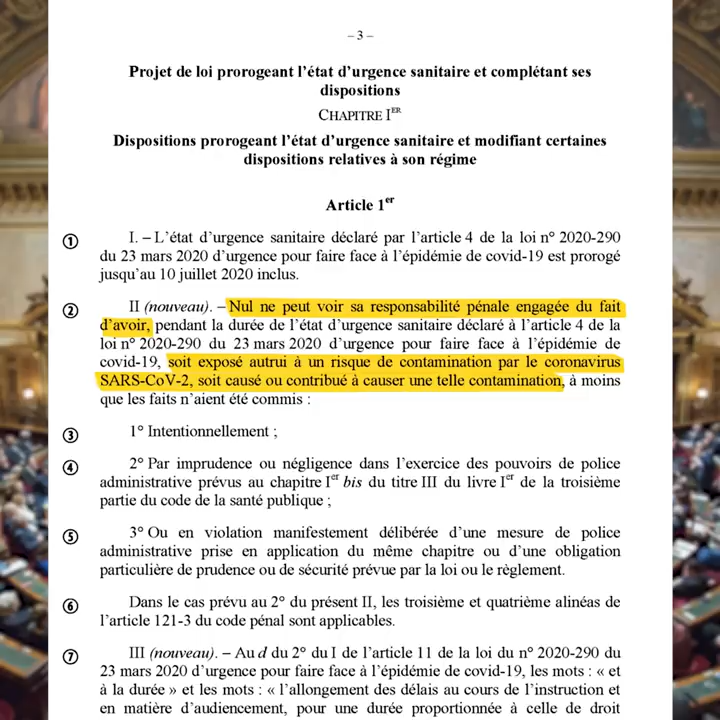 – 3 –
Projet de loi prorogeant l’état d’urgence sanitaire et complétant ses
dispositions
CHAPITRE IER
Dispositions prorogeant l’état d’urgence sanitaire et modifiant certaines
dispositions relatives à son régime
Article 1er
① I. – L’état d’urgence sanitaire déclaré par l’article 4 de la loi n° 2020-290
du 23 mars 2020 d’urgence pour faire face à l’épidémie de covid-19 est prorogé
jusqu’au 10 juillet 2020 inclus.
② II (nouveau). – Nul ne peut voir sa responsabilité pénale engagée du fait
d’avoir, pendant la durée de l’état d’urgence sanitaire déclaré à l’article 4 de la
loi n° 2020-290 du 23 mars 2020 d’urgence pour faire face à l’épidémie de
covid-19, soit exposé autrui à un risque de contamination par le coronavirus
SARS-CoV-2, soit causé ou contribué à causer une telle contamination, à moins
que les faits n’aient été commis :
③ 1° Intentionnellement ;
④ 2° Par imprudence ou négligence dans l’exercice des pouvoirs de police
administrative prévus au chapitre Ier bis du titre III du livre Ier de la troisième
partie du code de la santé publique ;
⑤ 3° Ou en violation manifestement délibérée d’une mesure de police
administrative prise en application du même chapitre ou d’une obligation
particulière de prudence ou de sécurité prévue par la loi ou le règlement.
⑥ Dans le cas prévu au 2° du présent II, les troisième et quatrième alinéas de
l’article 121-3 du code pénal sont applicables.
⑦ III (nouveau). – Au d du 2° du I de l’article 11 de la loi du n° 2020-290 du
23 mars 2020 d’urgence pour faire face à l’épidémie de covid-19, les mots : « et
à la durée » et les mots : « l’allongement des délais au cours de l’instruction et
en matière d’audiencement, pour une durée proportionnée à celle de droit